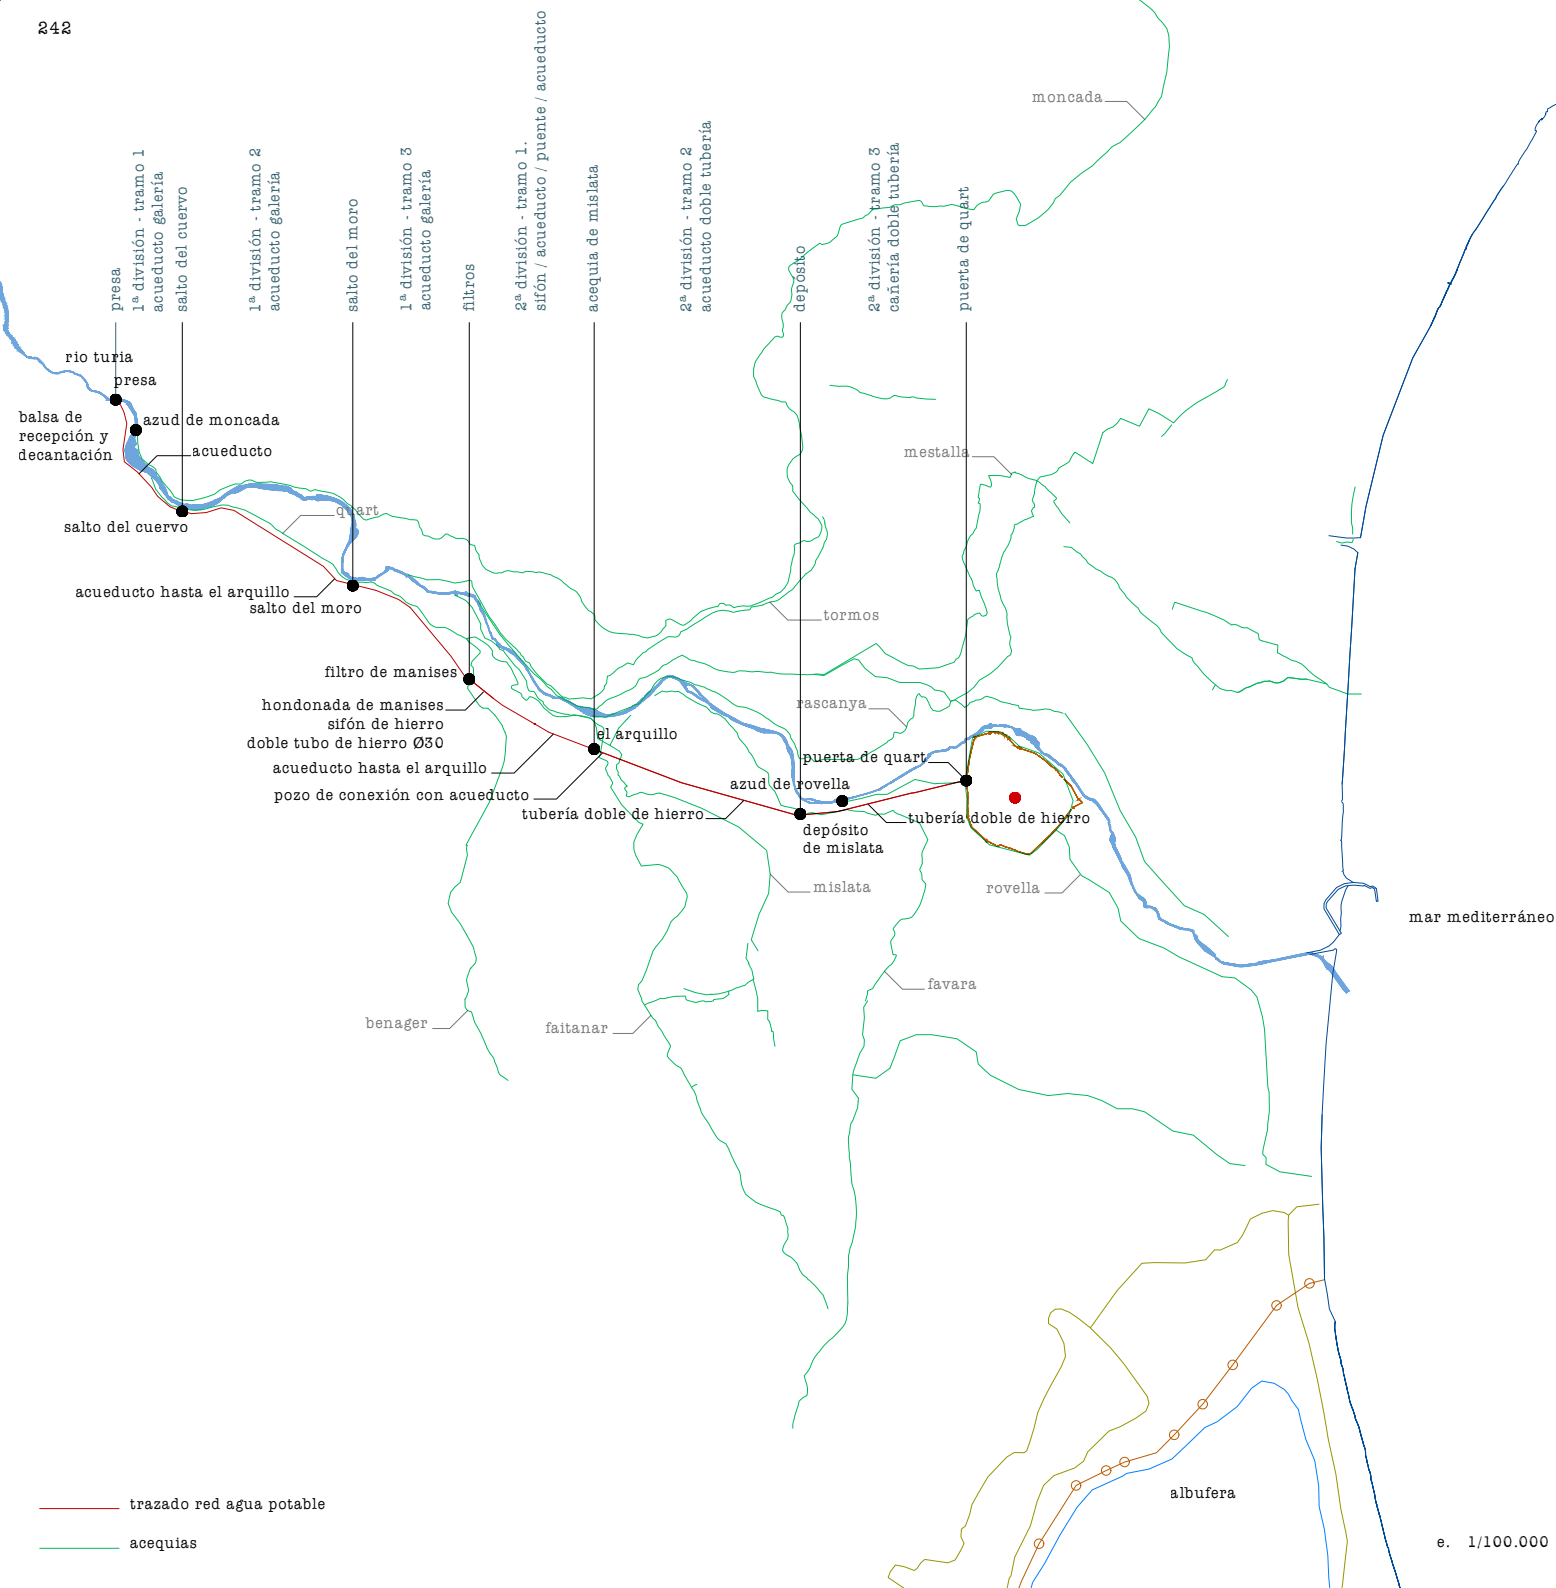 242
presa
1ª división - tramo 1
acueducto galería
salto del cuervo
1ª división - tramo 2
acueducto galería
salto del moro
1ª división - tramo 3
acueducto galería
filtros
2ª división - tramo 1.
sifón / acueducto / puente / acueducto
acequia de mislata
2ª división - tramo 2
acueducto doble tubería
depósito
2ª división - tramo 3
cañería doble tubería
puerta de quart
moncada
rio turia
presa
balsa de
recepción y
decantación
azud de moncada
acueducto
mestalla
quart
salto del cuervo
acueducto hasta el arquillo
salto del moro
tormos
filtro de manises
hondonada de manises
sifón de hierro
doble tubo de hierro Ø30
rascanya
el arquillo
acueducto hasta el arquillo
puerta de quart
azud de rovella
pozo de conexión con acueducto
tubería doble de hierro
tubería doble de hierro
depósito
de mislata
mislata
rovella
mar mediterráneo
favara
benager
faitanar
albufera
trazado red agua potable
acequias
e. 1/100.000